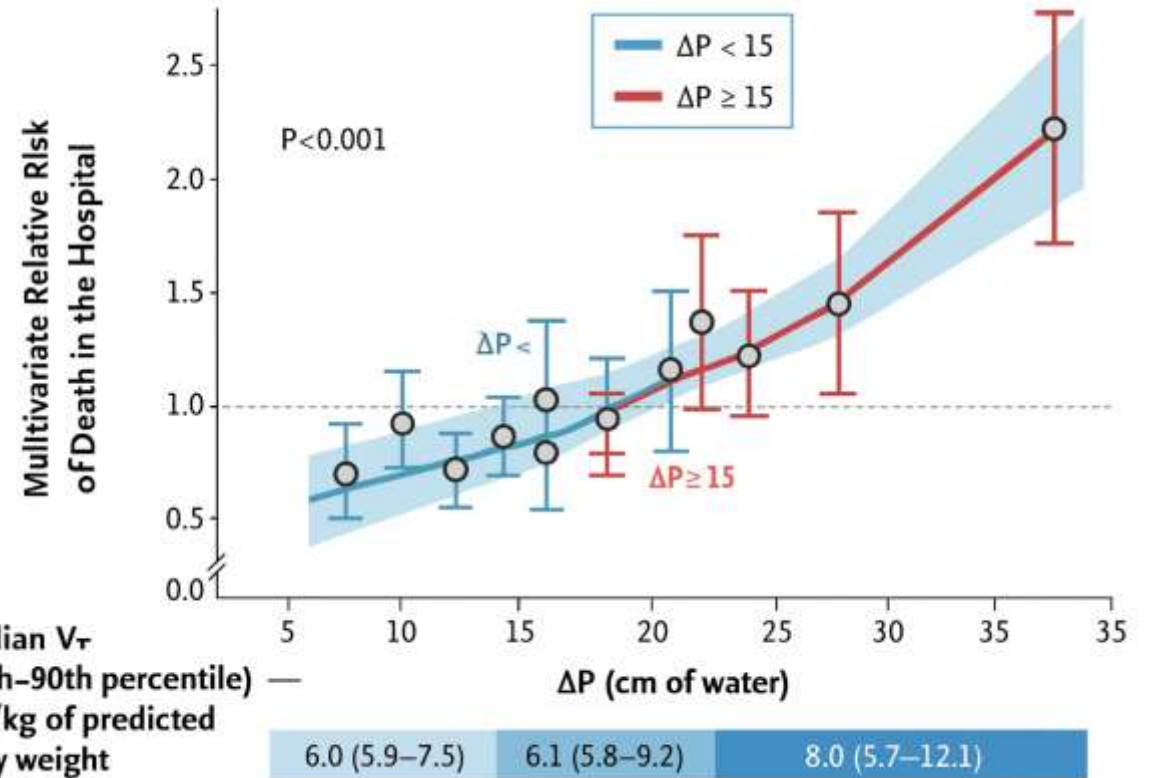 2.5
2.0
1.5
1.0
0.5
0.0
Mulltivariate Relative RIsk
of Death in the Hospital
P<0.001
ΔP < 15
ΔP ≥ 15
ΔP <
ΔP ≥ 15
5 10 15 20 25 30 35 35
ΔP (cm of water)
lian VT
h–90th percentile) —
/kg of predicted
y weight
6.0 (5.9–7.5) 6.1 (5.8–9.2) 8.0 (5.7–12.1)